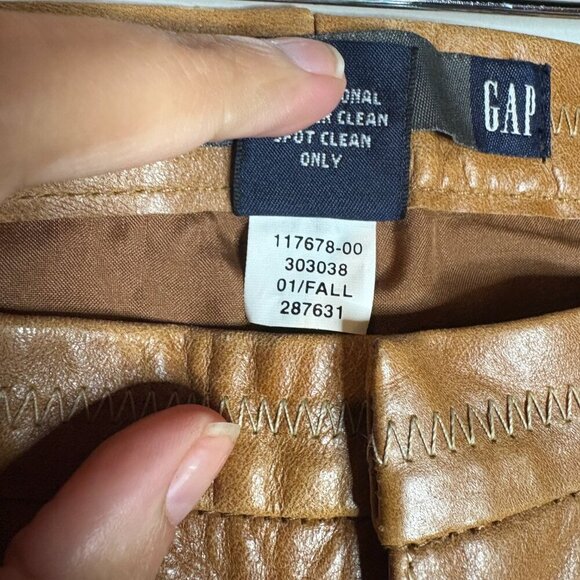 GAP
ONAL
CLEAN
SPOT CLEAN
ONLY
117678-00
303038
01/FALL
287631